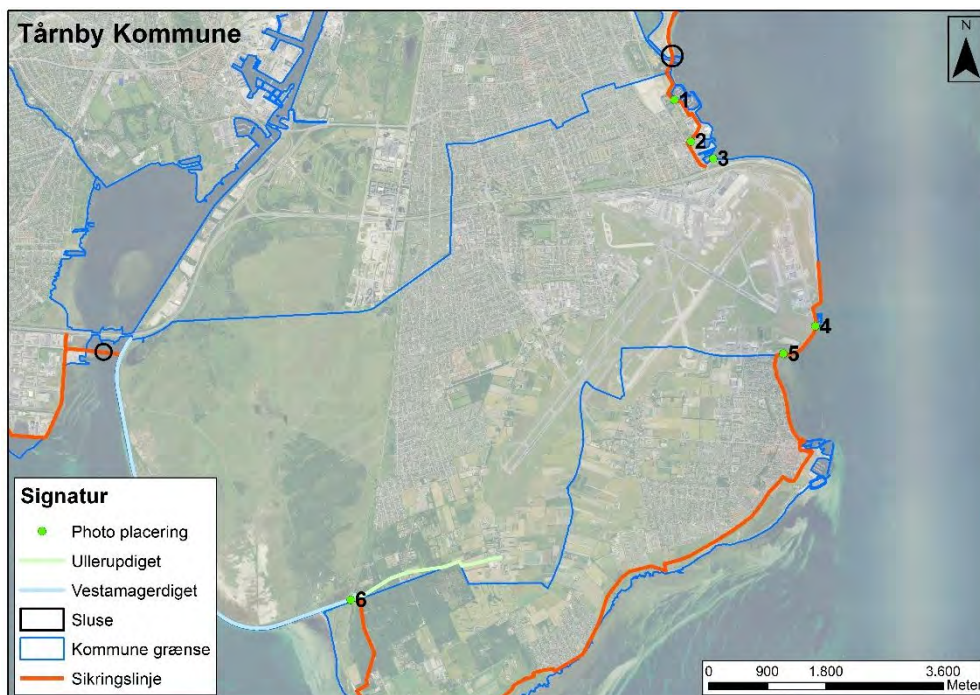 Tårnby Kommune
N
1
2
3
4
5
6
Signatur
Photo placering
Ullerupdiget
Vestamagerdiget
Sluse
Kommune grænse
Sikringslinje
0 900 1.800 3.600
Meter